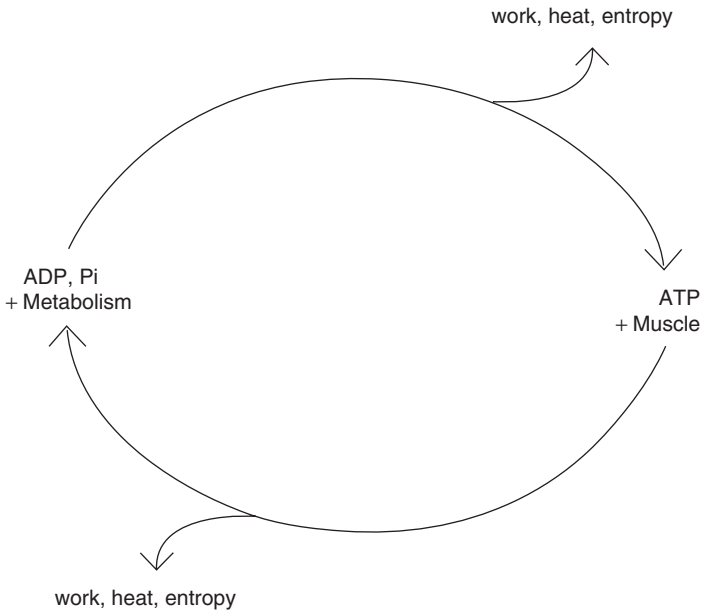 work, heat, entropy
ADP, Pi
+ Metabolism
ATP
+ Muscle
work, heat, entropy